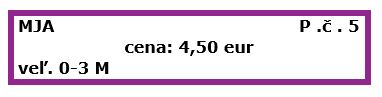 MJA P .č . 5
cena: 4,50 eur
veľ. 0-3 M